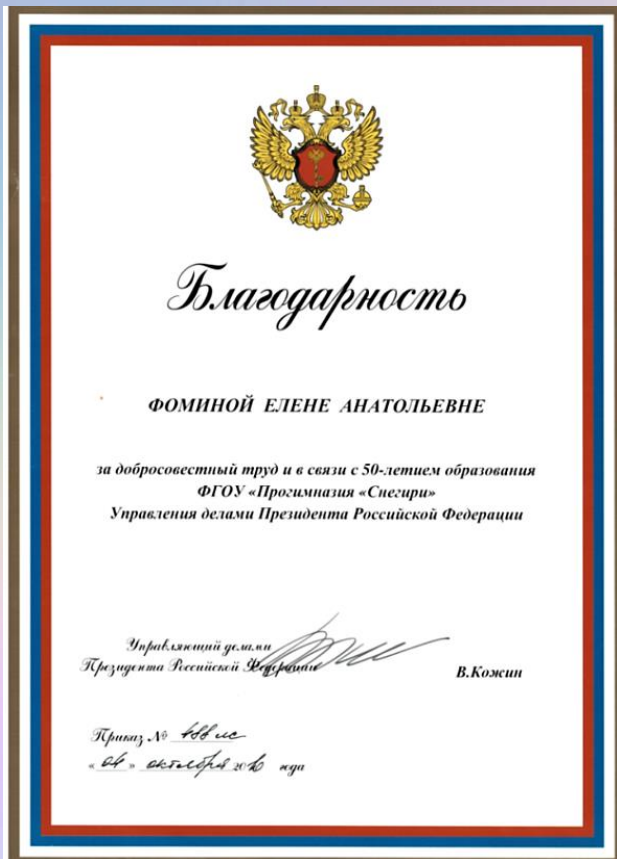 Благодарность
ФОМИНОЙ ЕЛЕНЕ АНАТОЛЬЕВНЕ
за добросовестный труд и в связи с 50-летием образования
ФГОУ «Прогимназия «Снегири»
Управления делами Президента Российской Федерации
Управляющий делами
Президента Российской Федерации
В.Кожин
Приказ №
« 04 » октября 2010 года